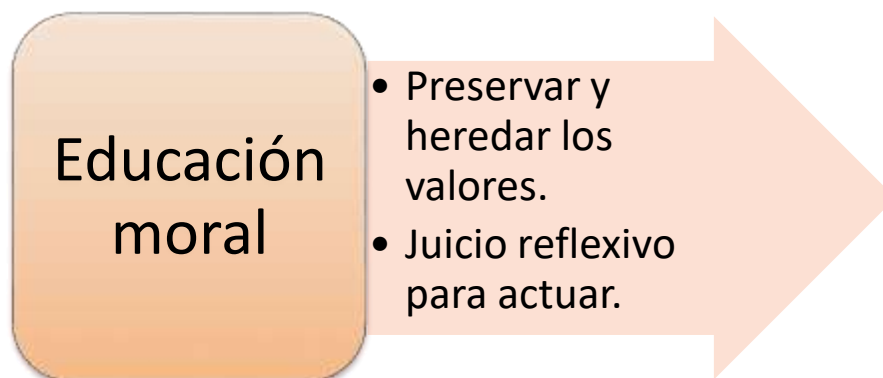 Educación
moral
• Preservar y
heredar los
valores.
• Juicio reflexivo
para actuar.